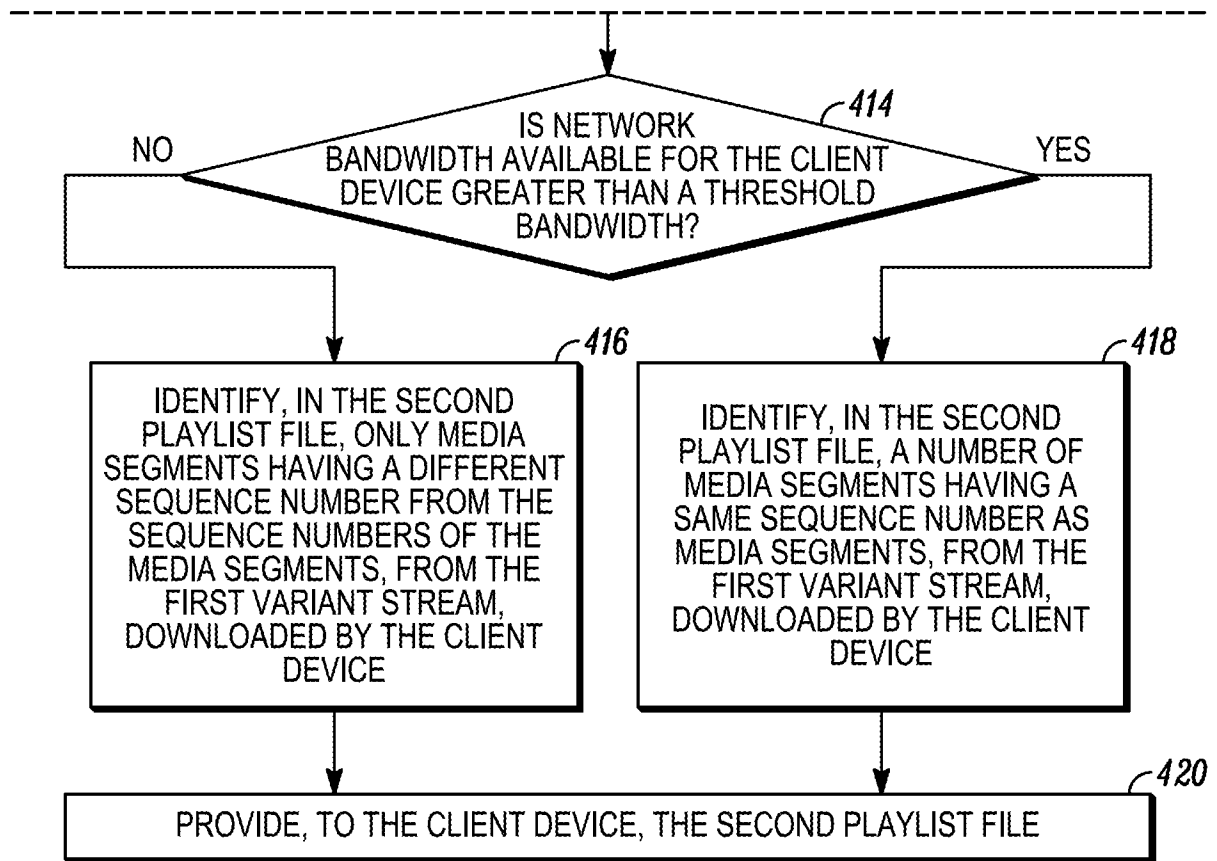 414
IS NETWORK
BANDWIDTH AVAILABLE FOR THE CLIENT
DEVICE GREATER THAN A THRESHOLD
BANDWIDTH?
NO
YES
416
IDENTIFY, IN THE SECOND
PLAYLIST FILE, ONLY MEDIA
SEGMENTS HAVING A DIFFERENT
SEQUENCE NUMBER FROM THE
SEQUENCE NUMBERS OF THE
MEDIA SEGMENTS, FROM THE
FIRST VARIANT STREAM,
DOWNLOADED BY THE CLIENT
DEVICE
418
IDENTIFY, IN THE SECOND
PLAYLIST FILE, A NUMBER OF
MEDIA SEGMENTS HAVING A
SAME SEQUENCE NUMBER AS
MEDIA SEGMENTS, FROM THE
FIRST VARIANT STREAM,
DOWNLOADED BY THE CLIENT
DEVICE
420
PROVIDE, TO THE CLIENT DEVICE, THE SECOND PLAYLIST FILE